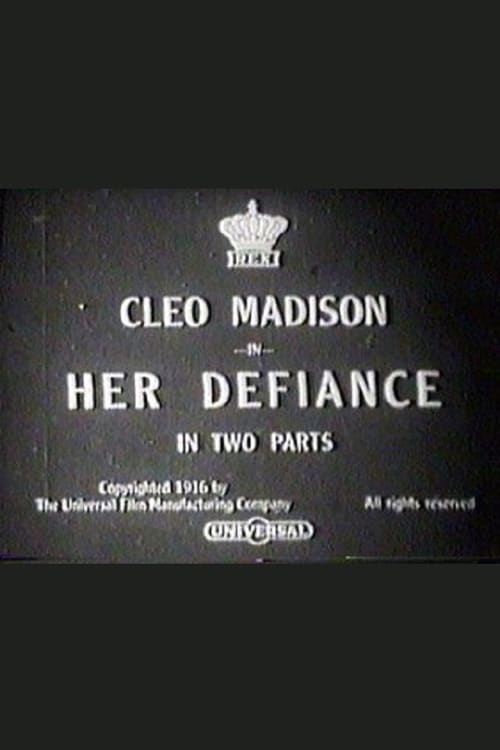 REX
CLEO MADISON
—IN—
HER DEFIANCE
IN TWO PARTS
Copyrighted 1916 by
The Universal Film Manufacturing Company
All rights reserved
UNIVERSAL